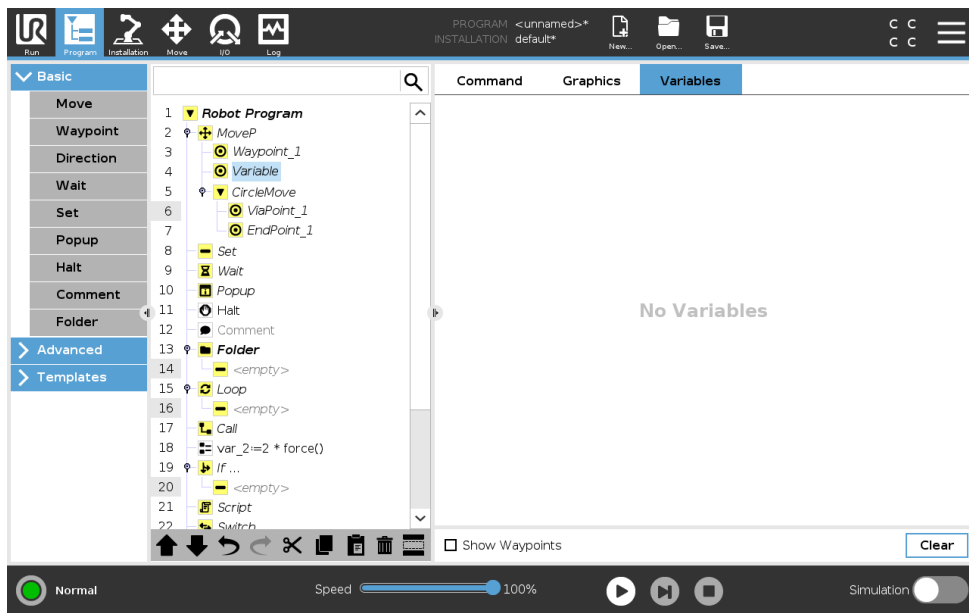 UR
PROGRAM <unnamed>*
INSTALLATION default*
Run Program Installation Move I/O Log New... Open... Save...
C C
C C
Basic
Move
Waypoint
Direction
Wait
Set
Popup
Halt
Comment
Folder
Advanced
Templates
1 Robot Program
2 MoveP
3 Waypoint_1
4 Variable
5 CircleMove
6 ViaPoint_1
7 EndPoint_1
8 Set
9 Wait
10 Popup
11 Halt
12 Comment
13 Folder
14 <empty>
15 Loop
16 <empty>
17 Call
18 var_2:=2 * force()
19 If ...
20 <empty>
21 Script
22 Switch
Command Graphics Variables
No Variables
Show Waypoints Clear
Normal Speed 100% Simulation